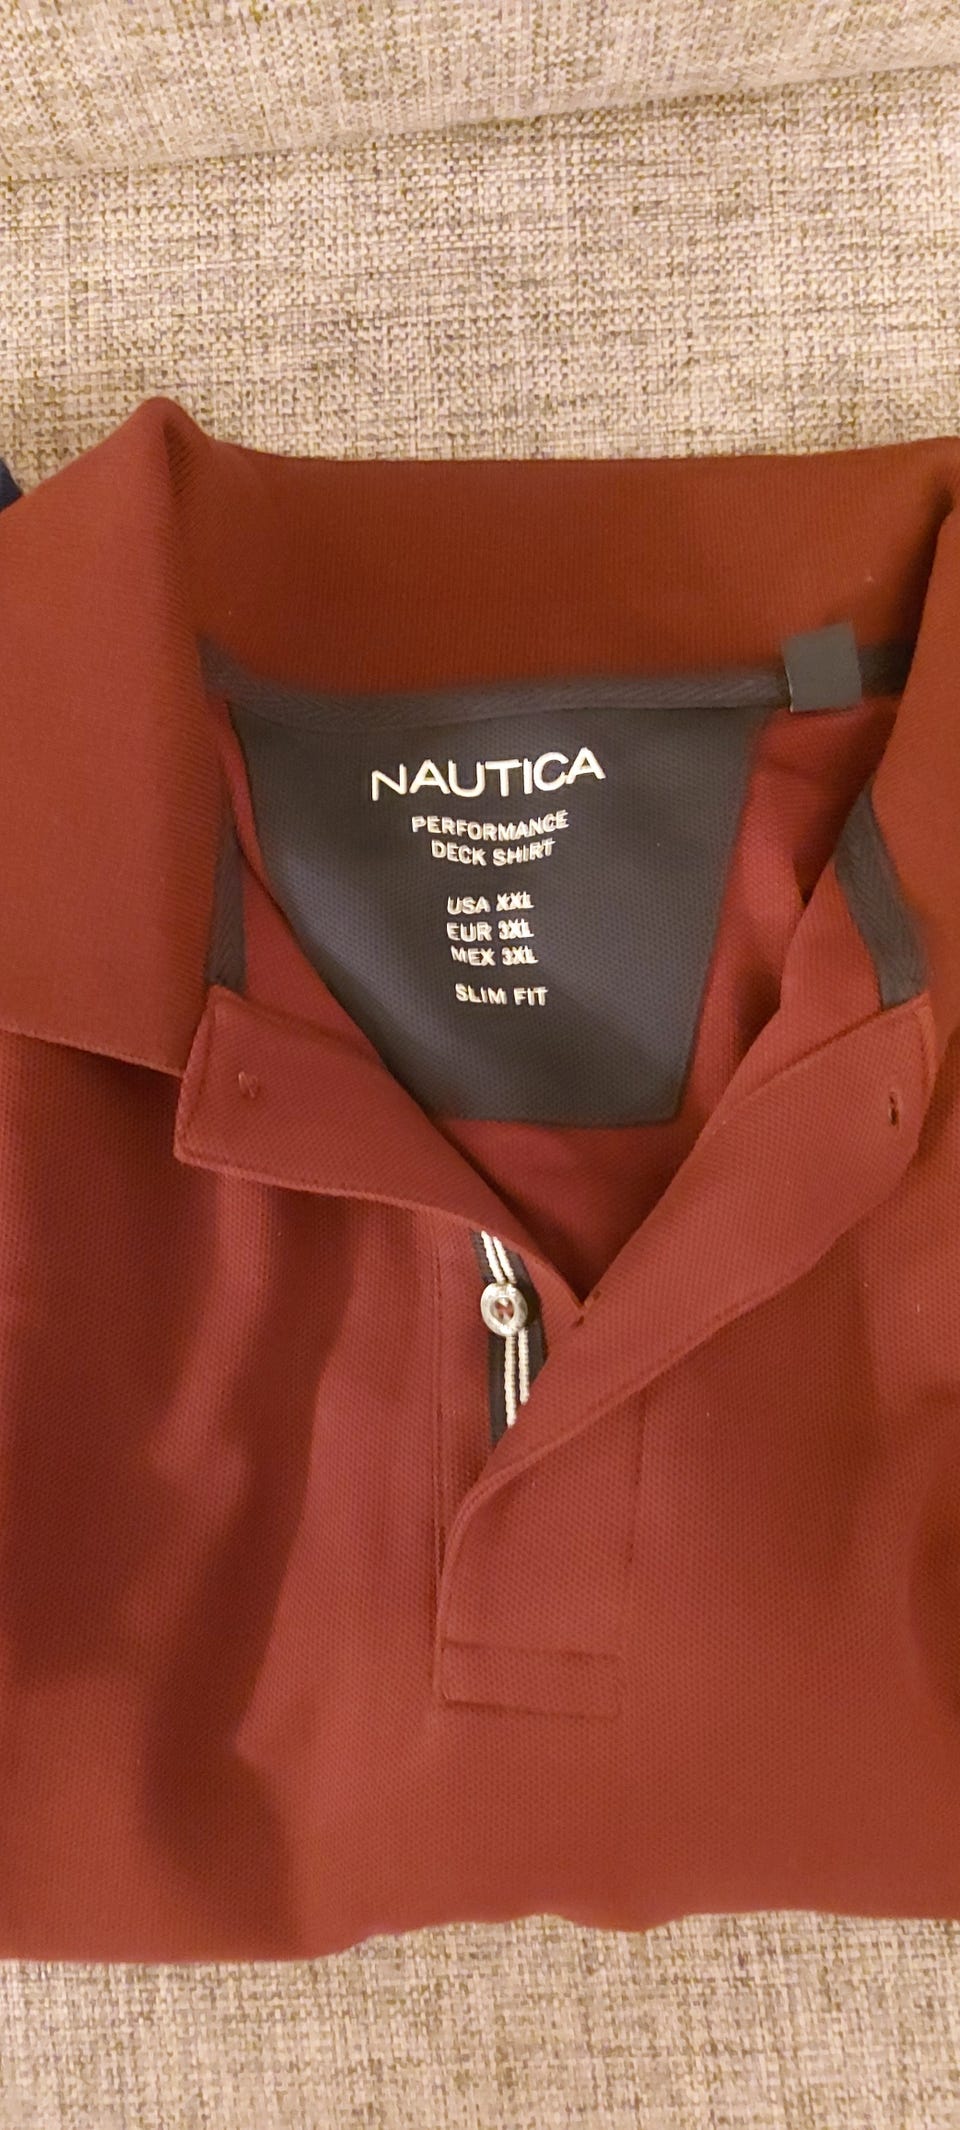 NAUTICA
PERFORMANCE
DECK SHIRT
USA XXL
EUR 3XL
MEX 3XL
SLIM FIT